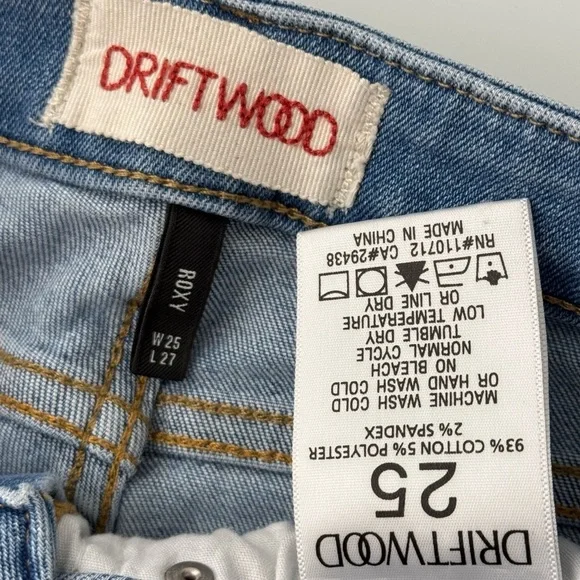 DRIFTWOOD
ROXY
W 25
L 27
DRIFTWOOD
25
93% COTTON 5% POLYESTER
2% SPANDEX
MACHINE WASH COLD
OR HAND WASH COLD
NO BLEACH
NORMAL CYCLE
TUMBLE DRY
LOW TEMPERATURE
OR LINE DRY
RN#110712 CA#29438
MADE IN CHINA